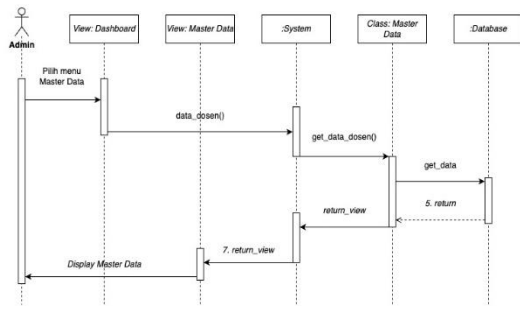 View: Dashboard
View: Master Data
:System
Class: Master
Data
:Database
Admin
Pilih menu
Master Data
data_dosen()
get_data_dosen()
get_data
5. return
return_view
7. return_view
Display Master Data